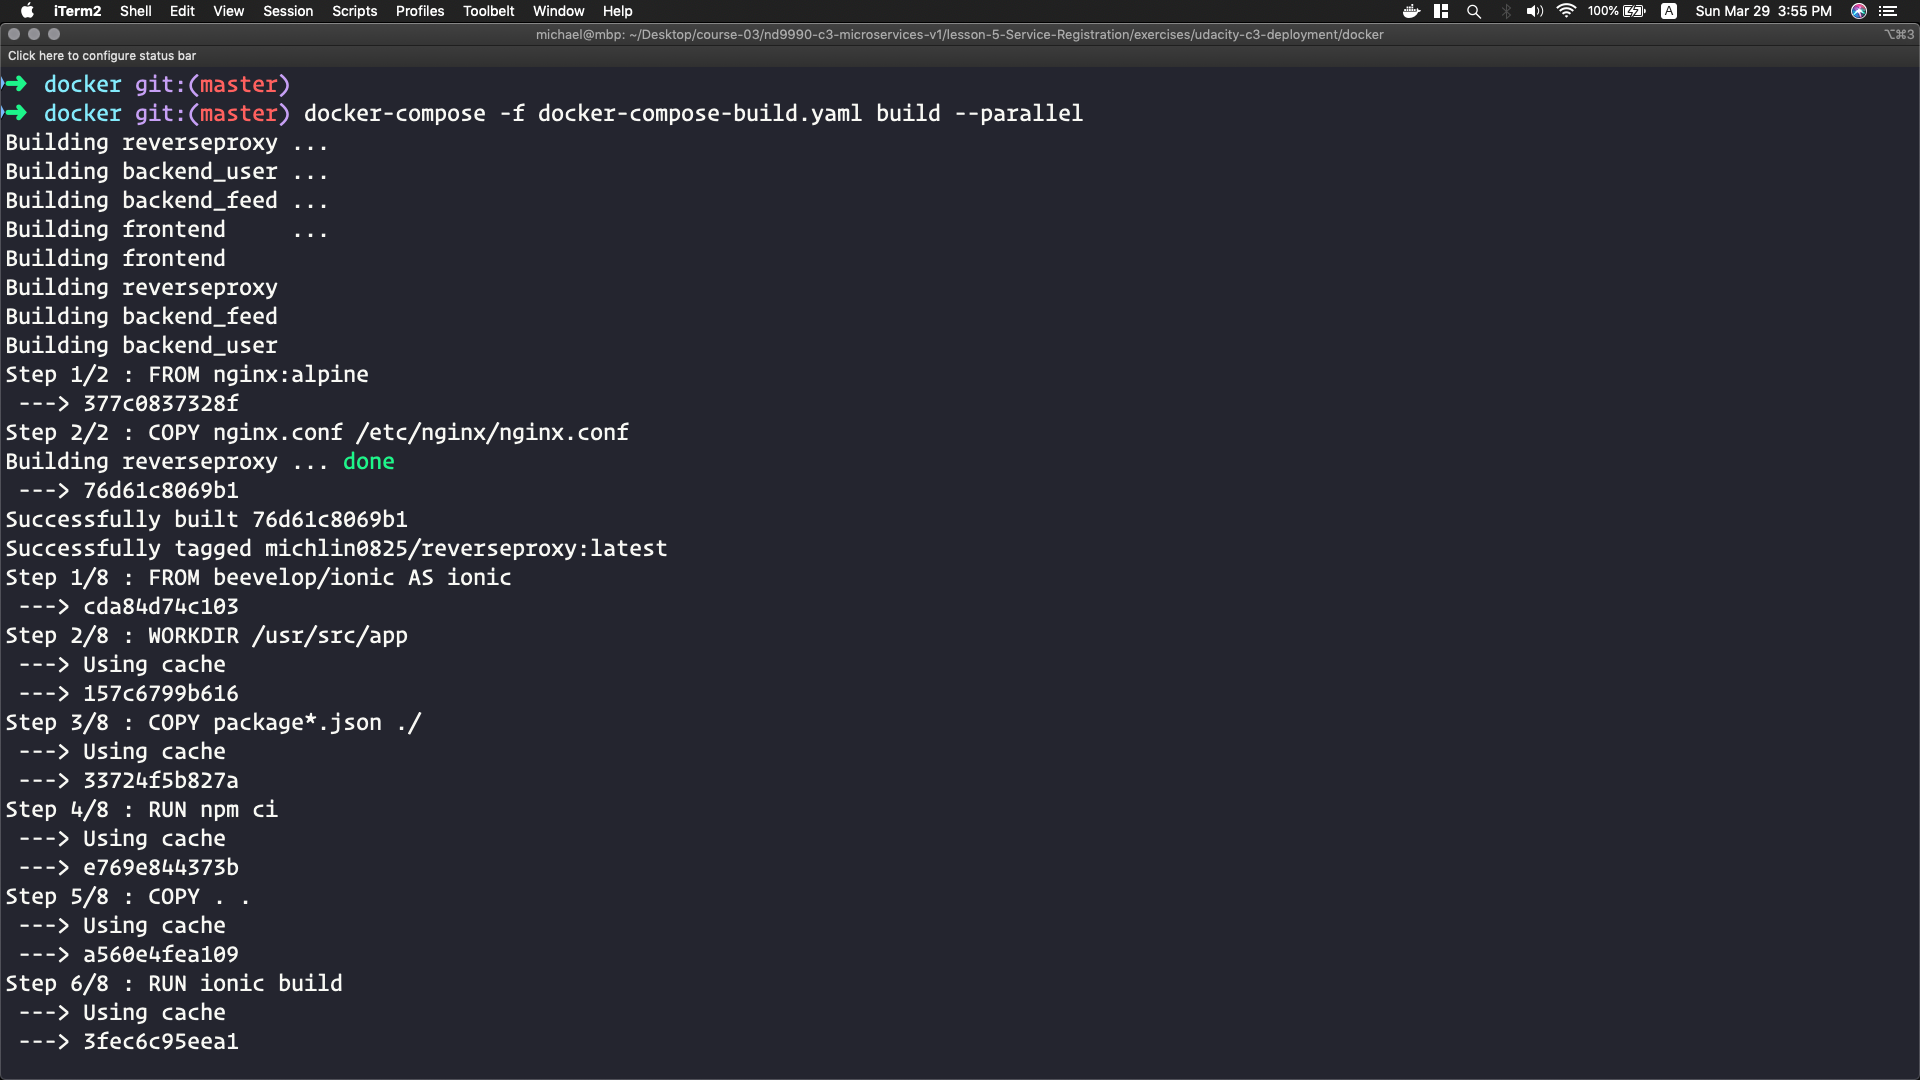 iTerm2 Shell Edit View Session Scripts Profiles Toolbelt Window Help 100% A Sun Mar 29 3:55 PM
michael@mbp: ~/Desktop/course-03/nd9990-c3-microservices-v1/lesson-5-Service-Registration/exercises/udacity-c3-deployment/docker ⌥⌘3
Click here to configure status bar
➜ docker git:(master)
➜ docker git:(master) docker-compose -f docker-compose-build.yaml build --parallel
Building reverseproxy ...
Building backend_user ...
Building backend_feed ...
Building frontend     ...
Building frontend
Building reverseproxy
Building backend_feed
Building backend_user
Step 1/2 : FROM nginx:alpine
 ---> 377c0837328f
Step 2/2 : COPY nginx.conf /etc/nginx/nginx.conf
Building reverseproxy ... done
 ---> 76d61c8069b1
Successfully built 76d61c8069b1
Successfully tagged michlin0825/reverseproxy:latest
Step 1/8 : FROM beevelop/ionic AS ionic
 ---> cda84d74c103
Step 2/8 : WORKDIR /usr/src/app
 ---> Using cache
 ---> 157c6799b616
Step 3/8 : COPY package*.json ./
 ---> Using cache
 ---> 33724f5b827a
Step 4/8 : RUN npm ci
 ---> Using cache
 ---> e769e844373b
Step 5/8 : COPY . .
 ---> Using cache
 ---> a560e4fea109
Step 6/8 : RUN ionic build
 ---> Using cache
 ---> 3fec6c95eea1